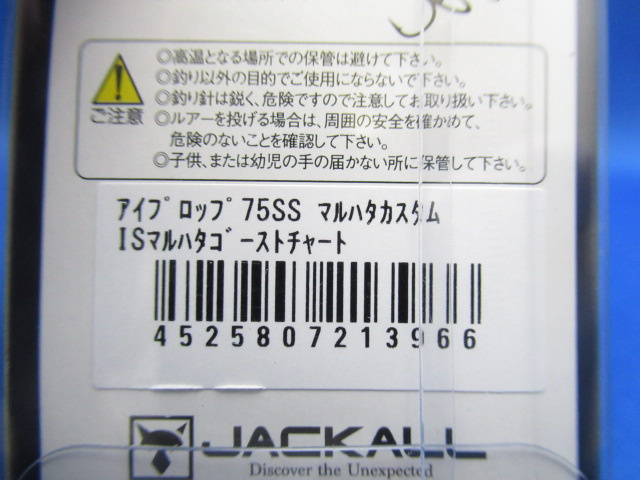 ◎高温となる場所での保管は避けて下さい。
◎釣り以外の目的でご使用にならないで下さい。
◎釣り針は鋭く、危険ですので注意してお取り扱い下さい。
ご注意
◎ルアーを投げる場合は、周囲の安全を確かめて、
危険のないことを確認して下さい。
◎子供、または幼児の手の届かない所に保管して下さい。
ｱｲﾌﾟﾛｯﾌﾟ75SS ﾏﾙﾊﾀｶｽﾀﾑ
ISﾏﾙﾊﾀｺﾞｰｽﾄﾁｬｰﾄ
4525807213966
JACKALL
Discover the Unexpected